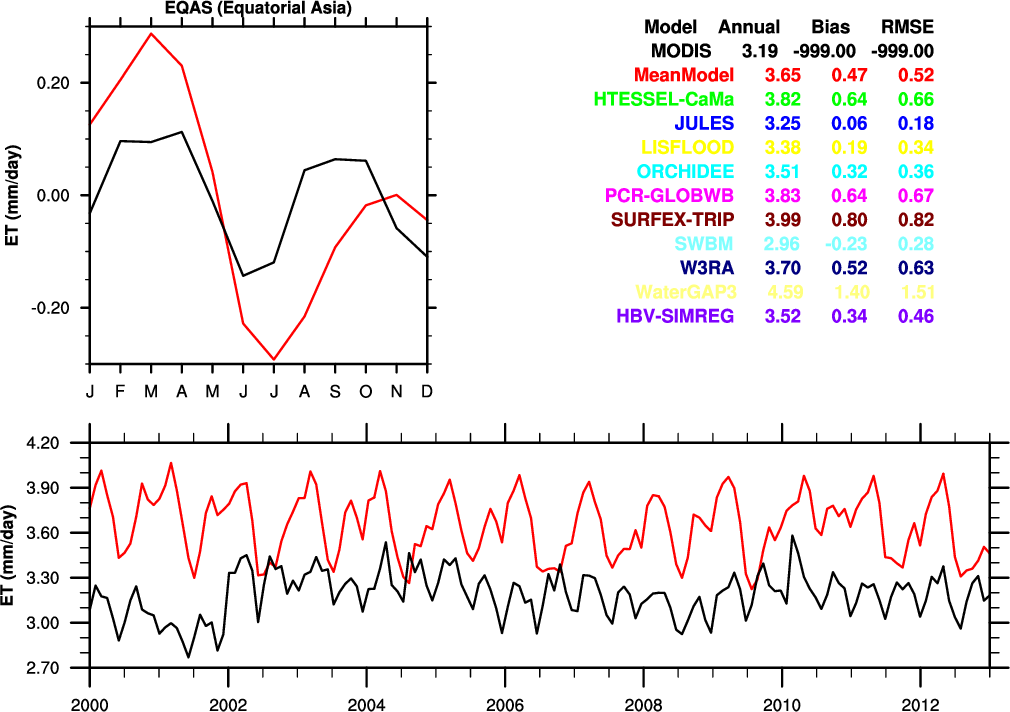 EQAS (Equatorial Asia)
ET (mm/day)
0.20
0.00
-0.20
J F M A M J J A S O N D
Model Annual Bias RMSE
MODIS 3.19 -999.00 -999.00
MeanModel 3.65 0.47 0.52
HTESSEL-CaMa 3.82 0.64 0.66
JULES 3.25 0.06 0.18
LISFLOOD 3.38 0.19 0.34
ORCHIDEE 3.51 0.32 0.36
PCR-GLOBWB 3.83 0.64 0.67
SURFEX-TRIP 3.99 0.80 0.82
SWBM 2.96 -0.23 0.28
W3RA 3.70 0.52 0.63
WaterGAP3 4.59 1.40 1.51
HBV-SIMREG 3.52 0.34 0.46
ET (mm/day)
4.20
3.90
3.60
3.30
3.00
2.70
2000 2002 2004 2006 2008 2010 2012